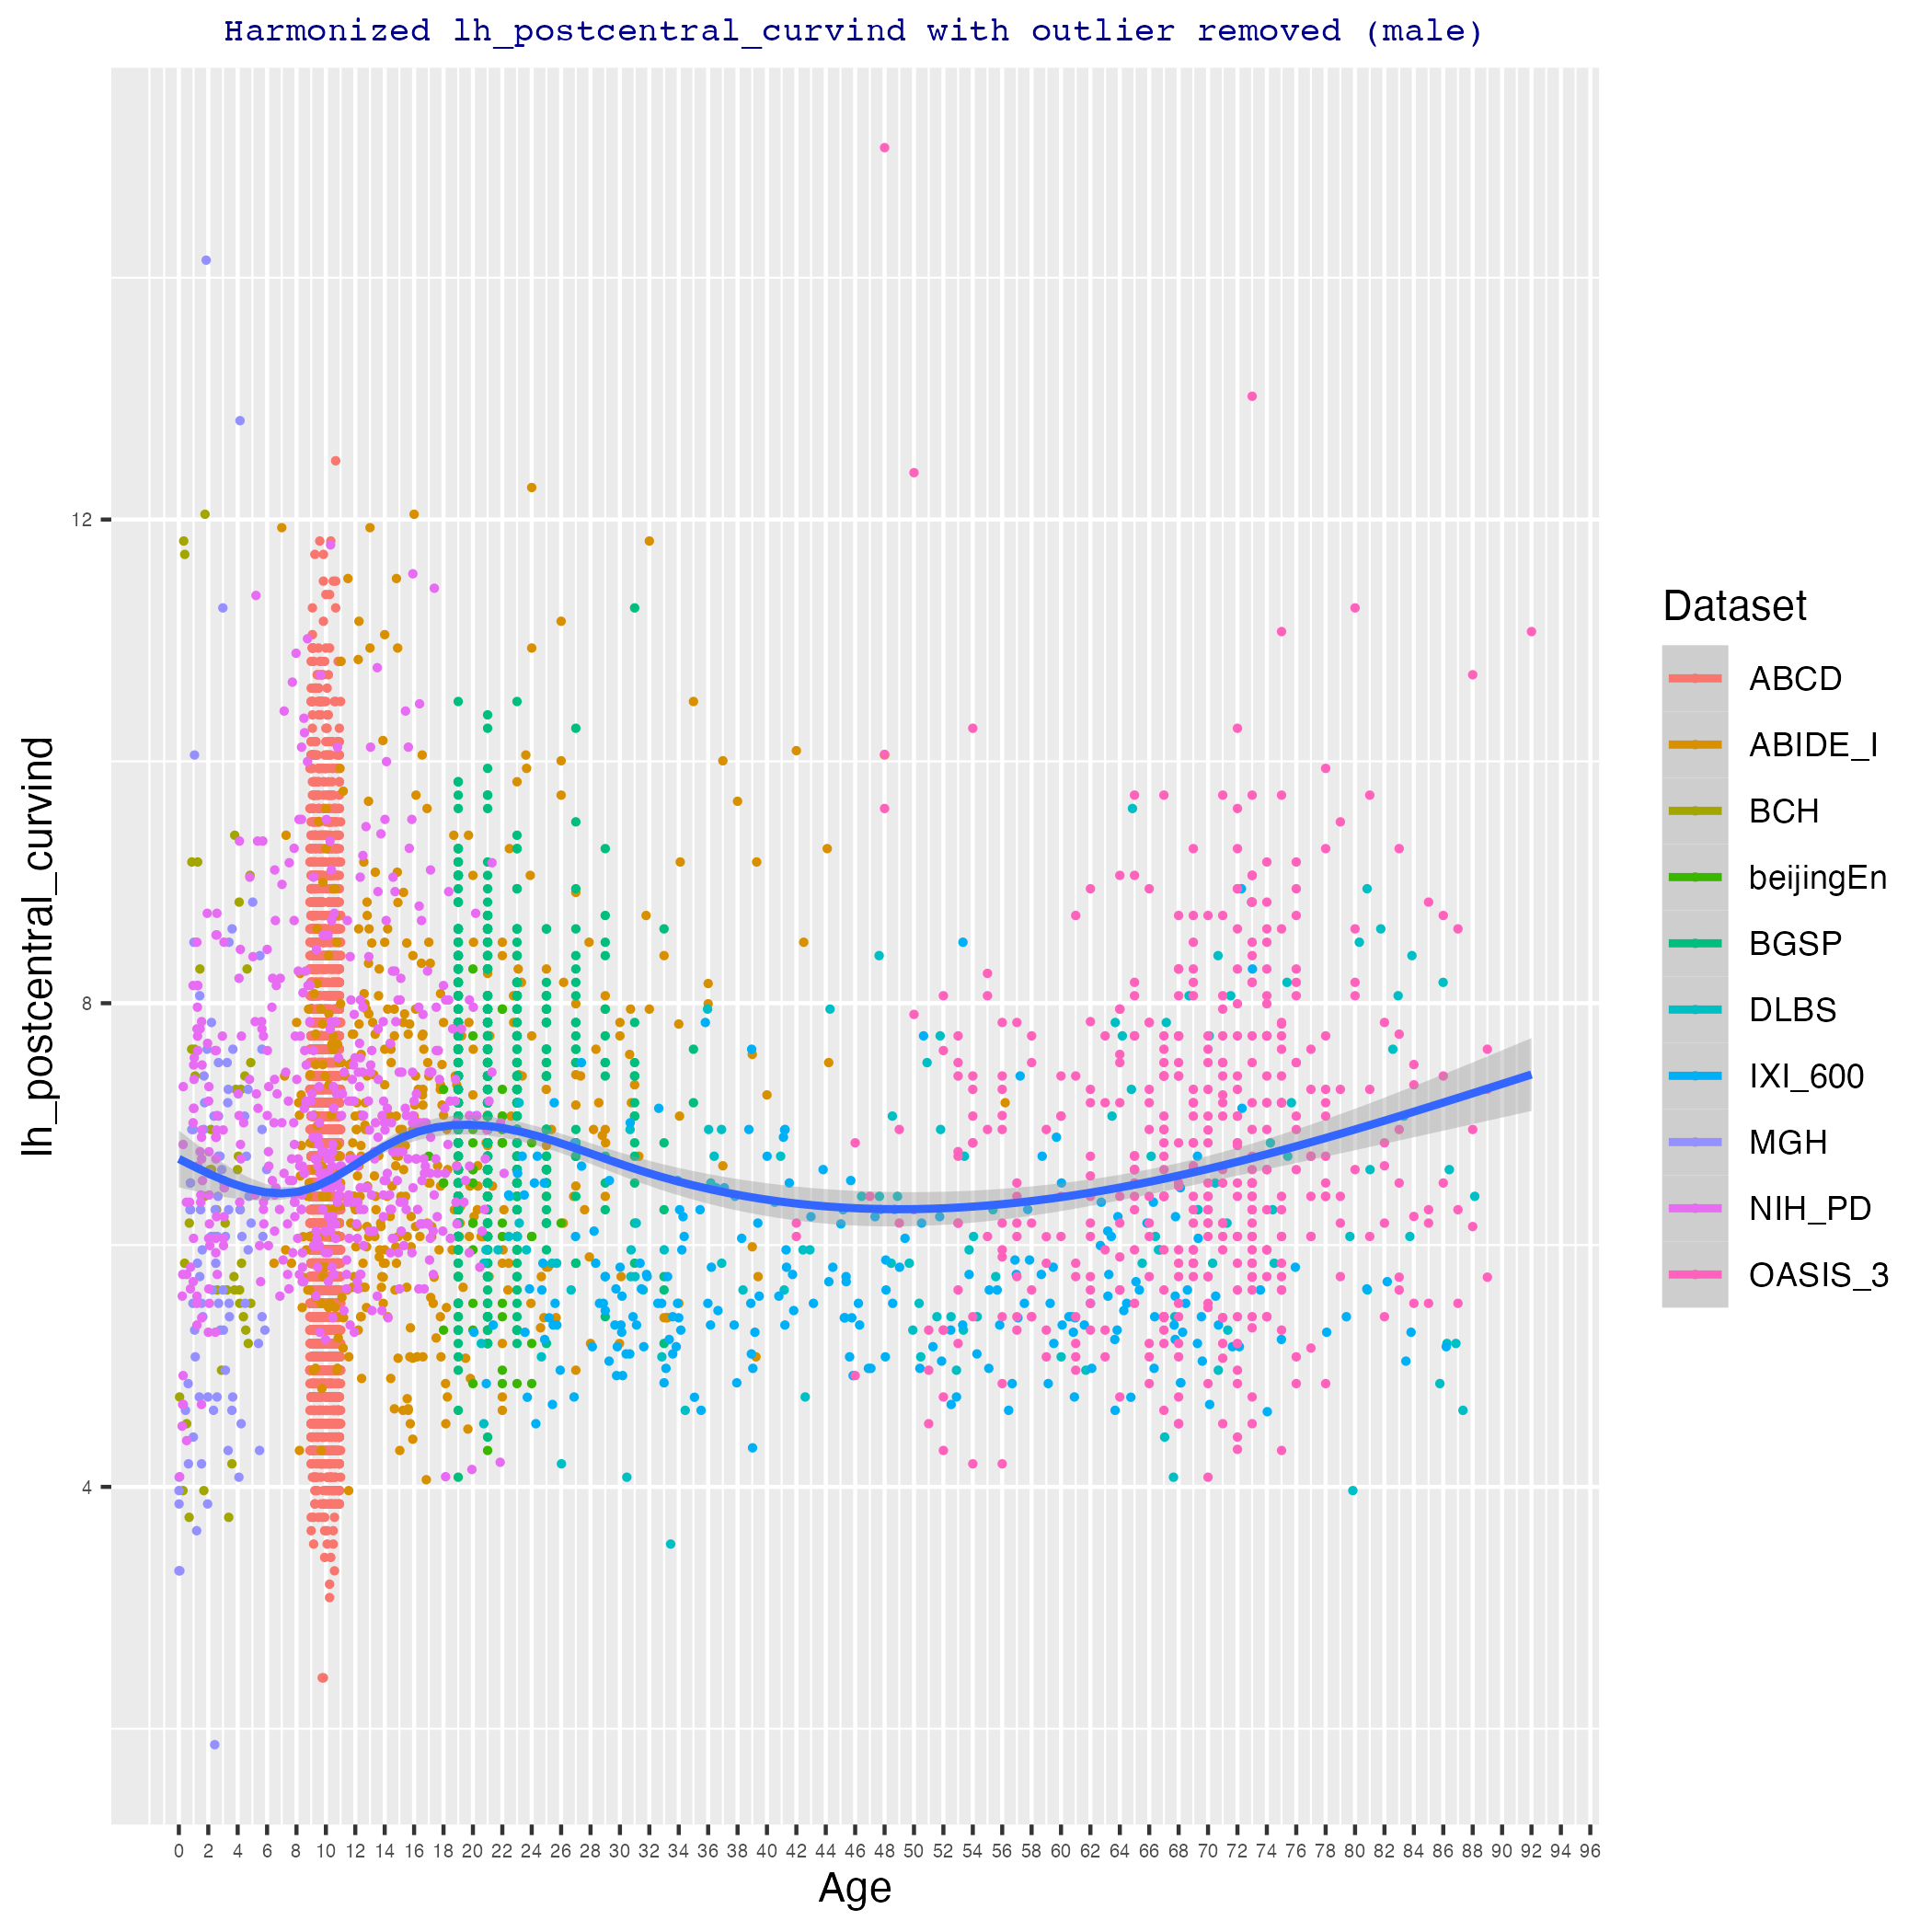 Harmonized lh_postcentral_curvind with outlier removed (male)
lh_postcentral_curvind
12
8
4
0 2 4 6 8 10 12 14 16 18 20 22 24 26 28 30 32 34 36 38 40 42 44 46 48 50 52 54 56 58 60 62 64 66 68 70 72 74 76 78 80 82 84 86 88 90 92 94 96
Age
Dataset
ABCD
ABIDE_I
BCH
beijingEn
BGSP
DLBS
IXI_600
MGH
NIH_PD
OASIS_3